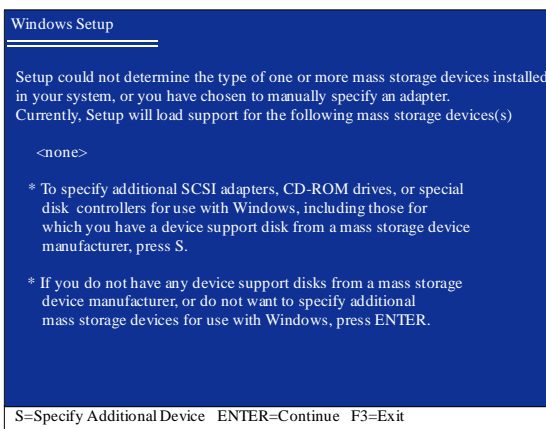 Windows Setup
Setup could not determine the type of one or more mass storage devices installed
in your system, or you have chosen to manually specify an adapter.
Currently, Setup will load support for the following mass storage devices(s)
<none>
* To specify additional SCSI adapters, CD-ROM drives, or special
disk controllers for use with Windows, including those for
which you have a device support disk from a mass storage device
manufacturer, press S.
* If you do not have any device support disks from a mass storage
device manufacturer, or do not want to specify additional
mass storage devices for use with Windows, press ENTER.
S=Specify Additional Device ENTER=Continue F3=Exit